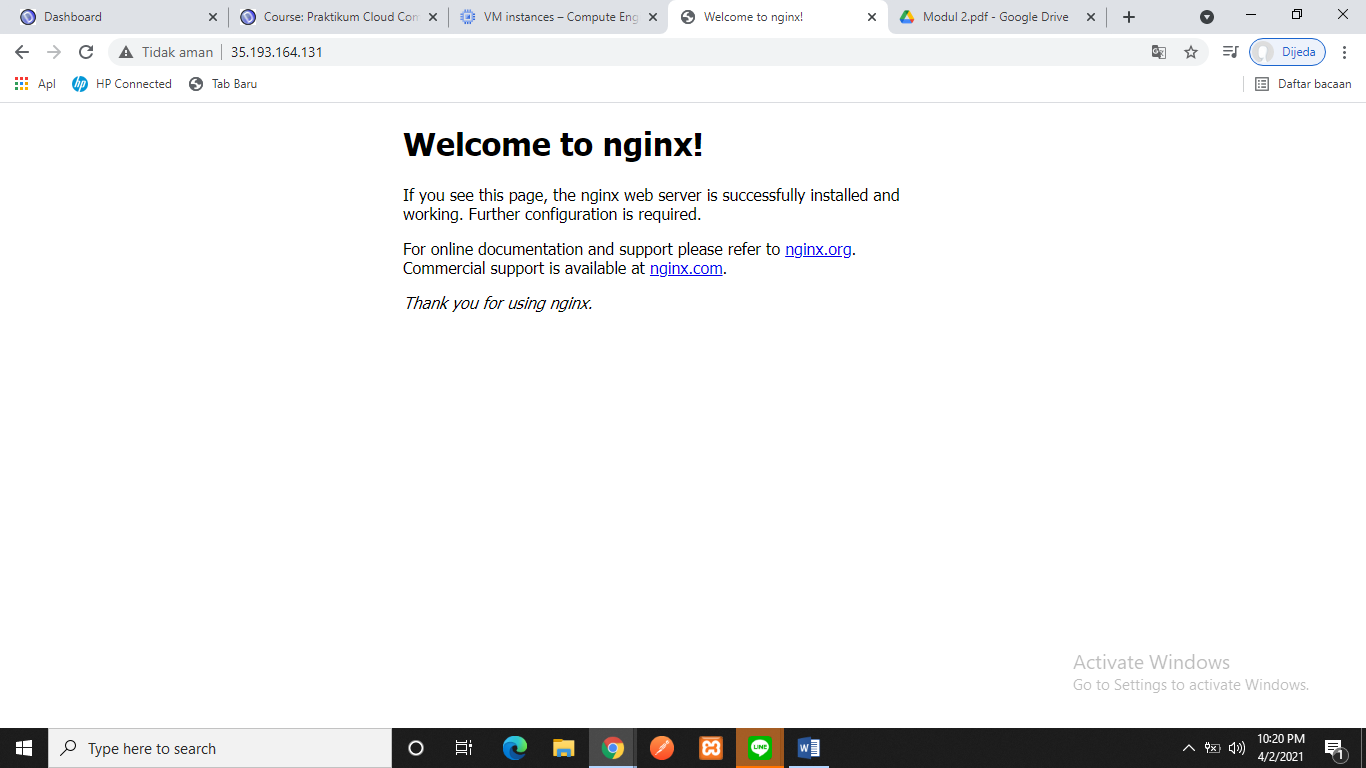 Dashboard
Course: Praktikum Cloud Com
VM instances – Compute Eng
Welcome to nginx!
Modul 2.pdf - Google Drive
Tidak aman
35.193.164.131
Dijeda
Apl
HP Connected
Tab Baru
Daftar bacaan
Welcome to nginx!
If you see this page, the nginx web server is successfully installed and
working. Further configuration is required.
For online documentation and support please refer to nginx.org.
Commercial support is available at nginx.com.
Thank you for using nginx.
Activate Windows
Go to Settings to activate Windows.
Type here to search
LINE
10:20 PM
4/2/2021
1